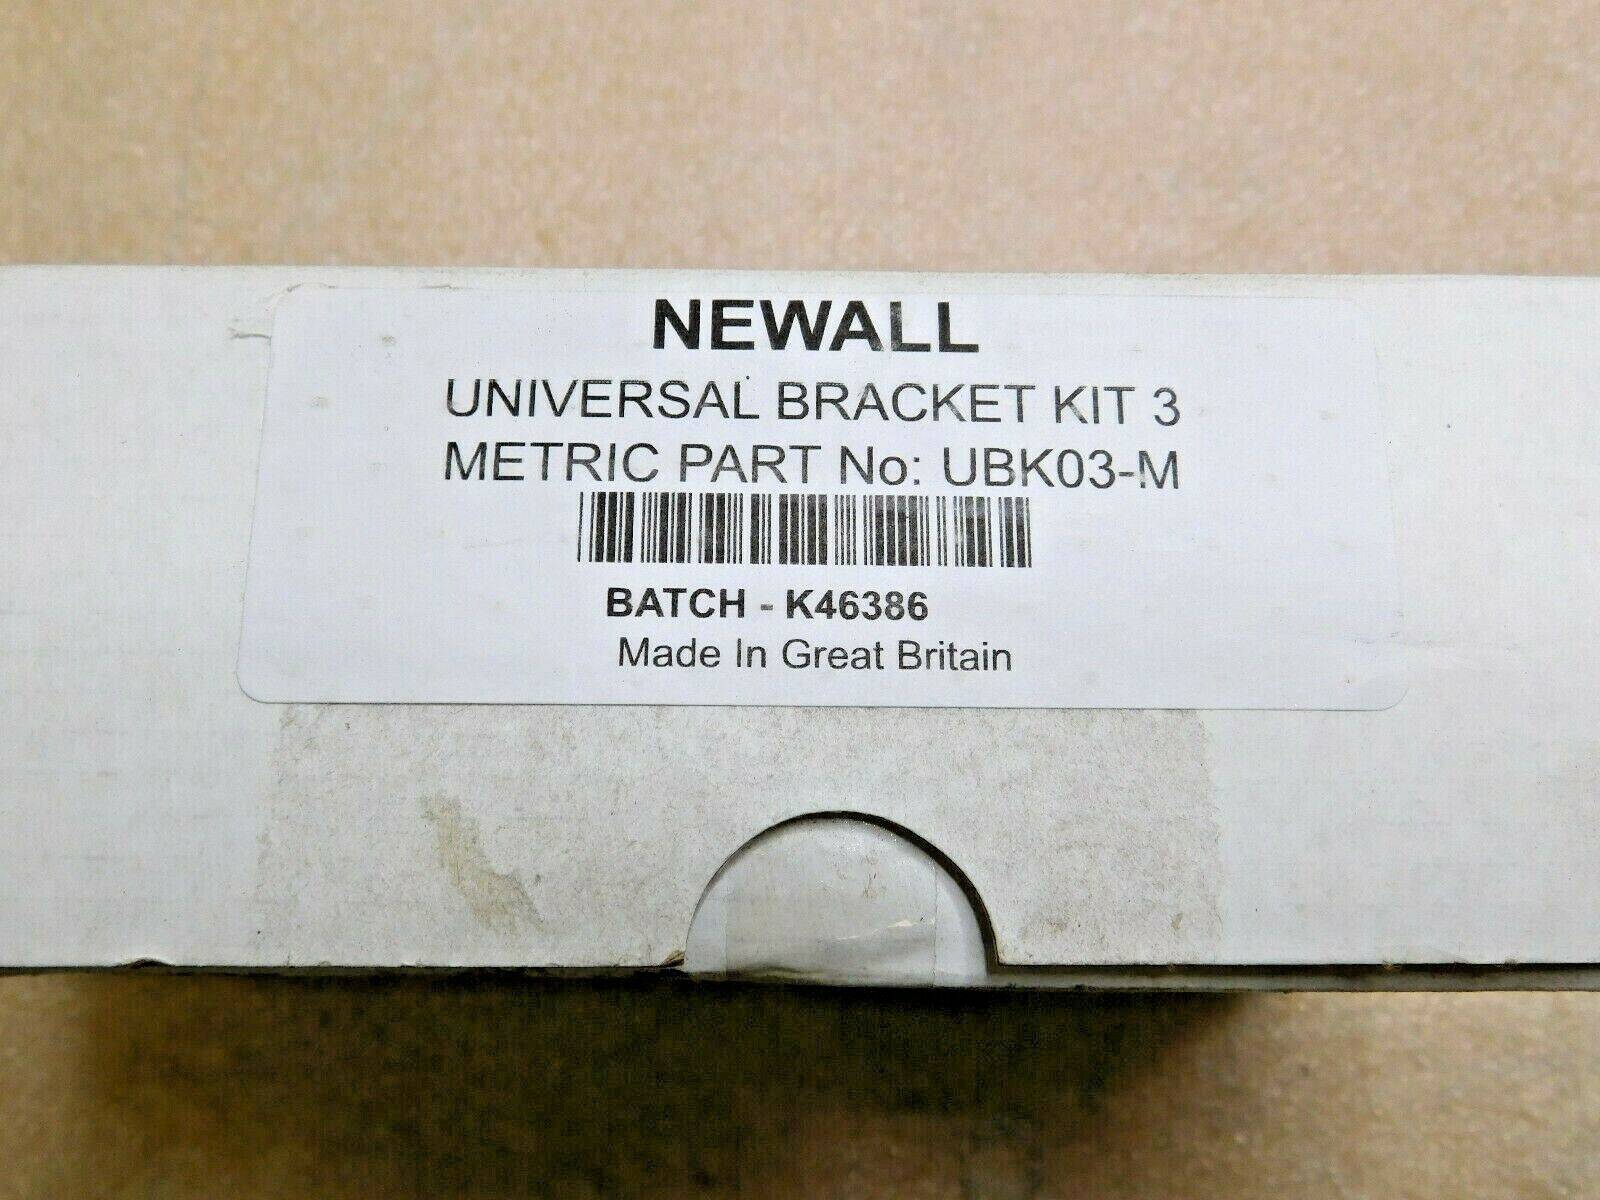 NEWALL
UNIVERSAL BRACKET KIT 3
METRIC PART No: UBK03-M
BATCH - K46386
Made In Great Britain